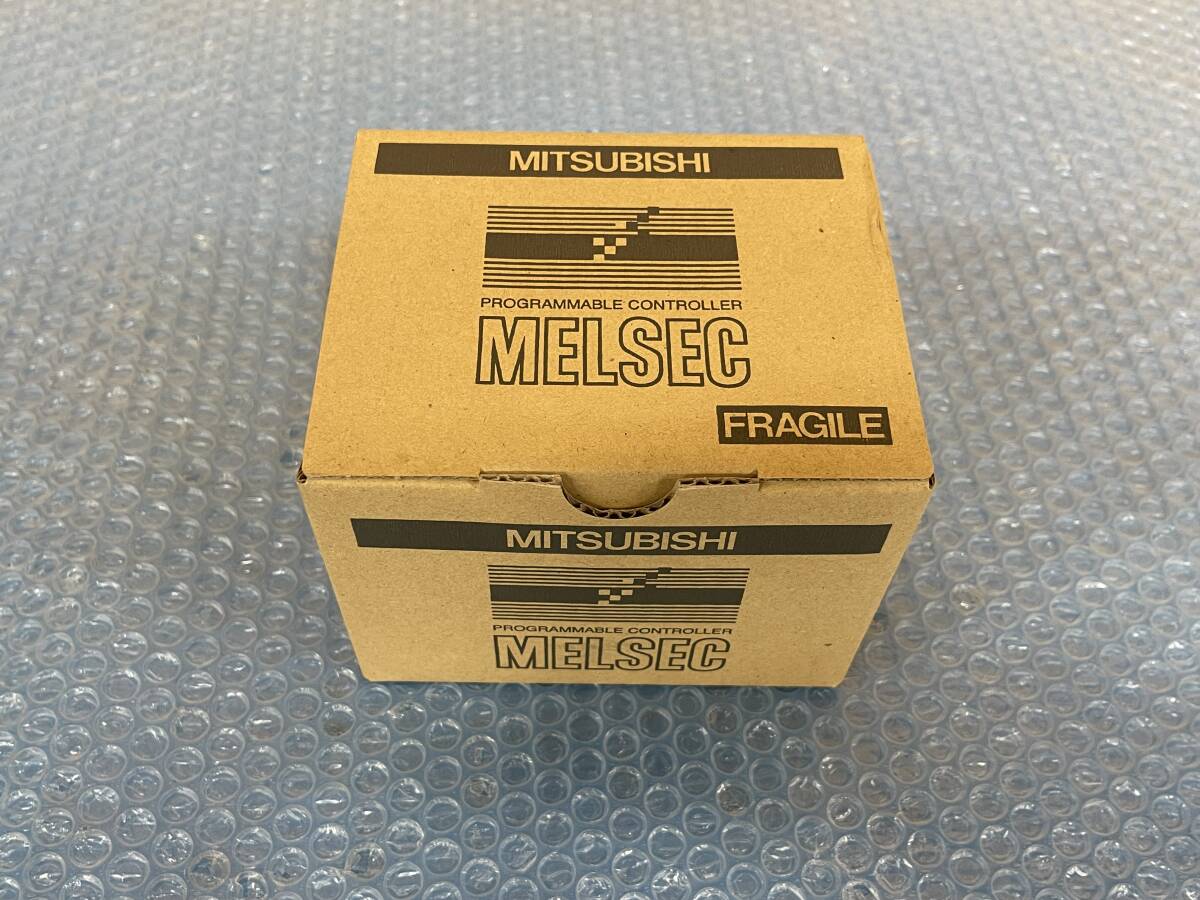 MITSUBISHI
PROGRAMMABLE CONTROLLER
MELSEC
FRAGILE
MITSUBISHI
PROGRAMMABLE CONTROLLER
MELSEC